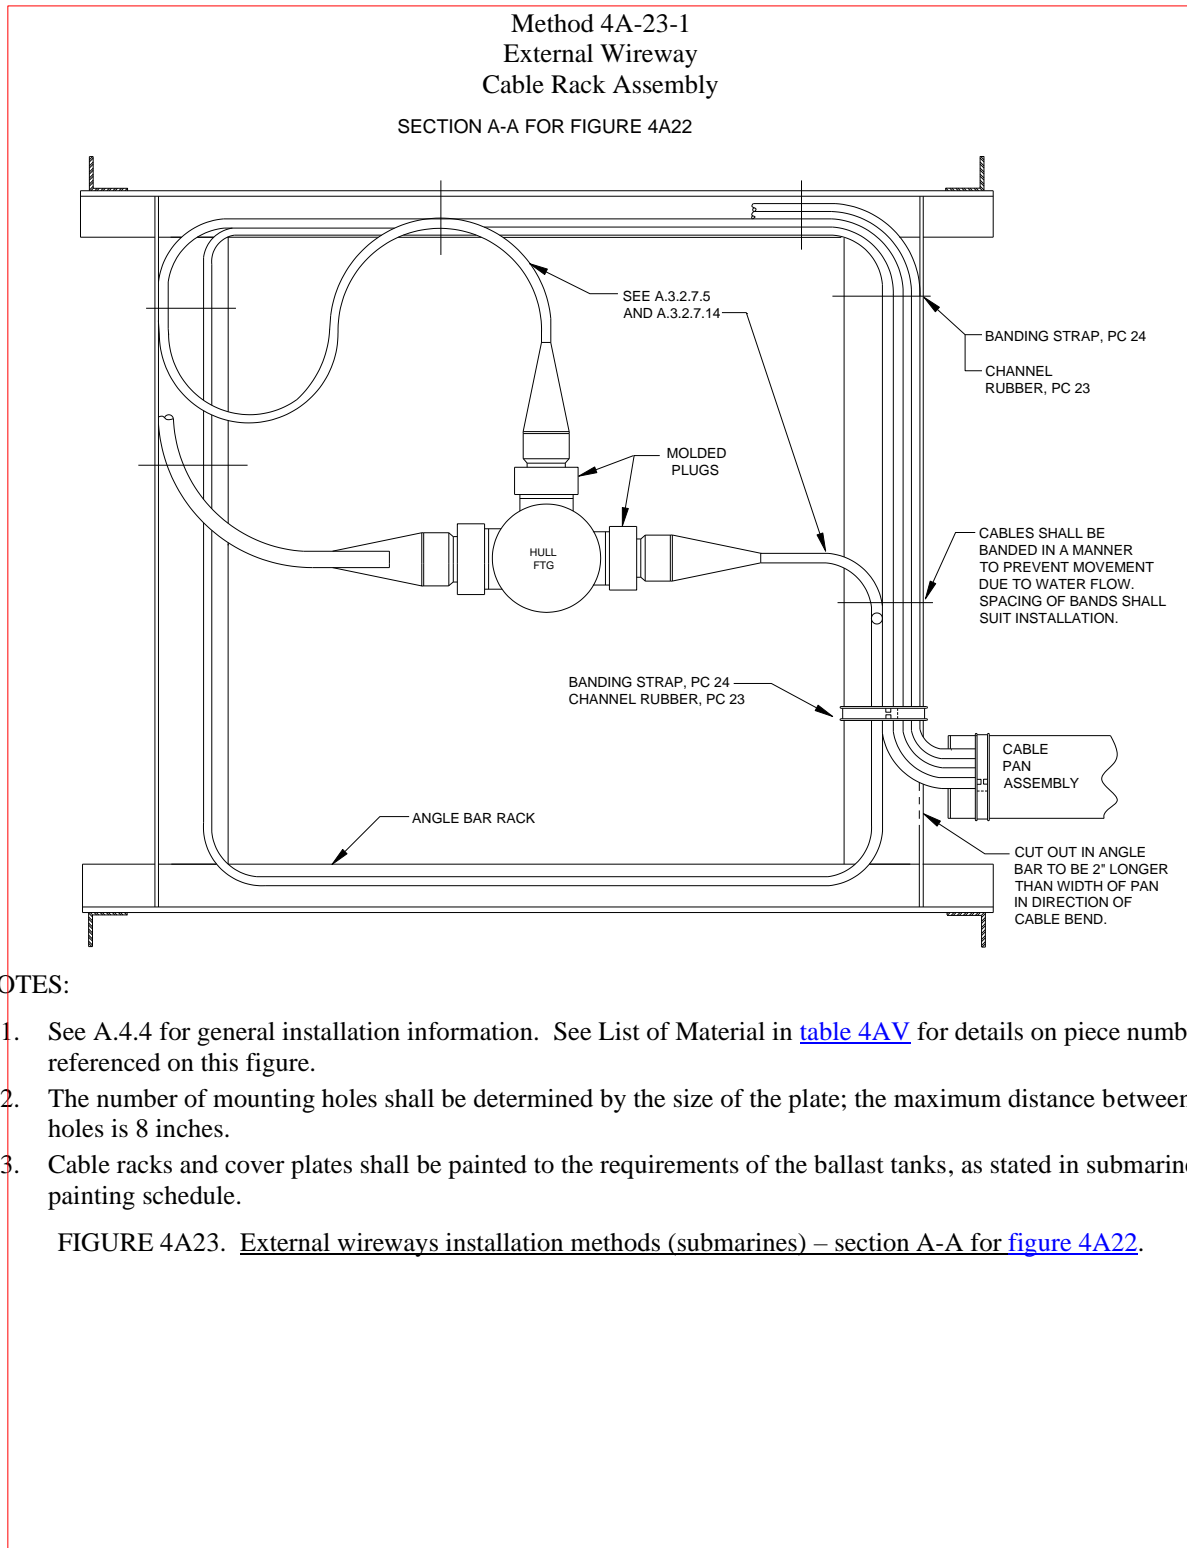 Method 4A-23-1
External Wireway
Cable Rack Assembly
SECTION A-A FOR FIGURE 4A22
SEE A.3.2.7.5
AND A.3.2.7.14
BANDING STRAP, PC 24
CHANNEL
RUBBER, PC 23
MOLDED
PLUGS
HULL
FTG
CABLES SHALL BE
BANDED IN A MANNER
TO PREVENT MOVEMENT
DUE TO WATER FLOW.
SPACING OF BANDS SHALL
SUIT INSTALLATION.
BANDING STRAP, PC 24
CHANNEL RUBBER, PC 23
CABLE
PAN
ASSEMBLY
ANGLE BAR RACK
CUT OUT IN ANGLE
BAR TO BE 2" LONGER
THAN WIDTH OF PAN
IN DIRECTION OF
CABLE BEND.
OTES:
1. See A.4.4 for general installation information. See List of Material in table 4AV for details on piece numb
referenced on this figure.
2. The number of mounting holes shall be determined by the size of the plate; the maximum distance between
holes is 8 inches.
3. Cable racks and cover plates shall be painted to the requirements of the ballast tanks, as stated in submarine
painting schedule.
FIGURE 4A23. External wireways installation methods (submarines) – section A-A for figure 4A22.